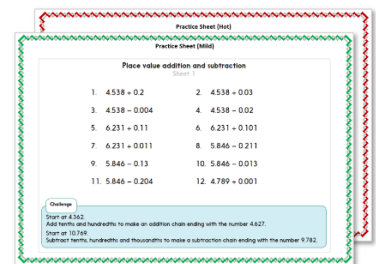 Practice Sheet (Hot)
Practice Sheet (Mild)
Place value addition and subtraction
Sheet 1
1. 4.538 + 0.2 2. 4.538 + 0.03
3. 4.538 – 0.004 4. 4.538 – 0.02
5. 6.231 + 0.11 6. 6.231 + 0.101
7. 6.231 + 0.011 8. 5.846 – 0.211
9. 5.846 – 0.13 10. 5.846 – 0.013
11. 5.846 – 0.204 12. 4.789 + 0.001
Challenge
Start at 4.362.
Add tenths and hundredths to make an addition chain ending with the number 4.627.
Start at 10.769.
Subtract tenths, hundredths and thousandths to make a subtraction chain ending with the number 9.782.